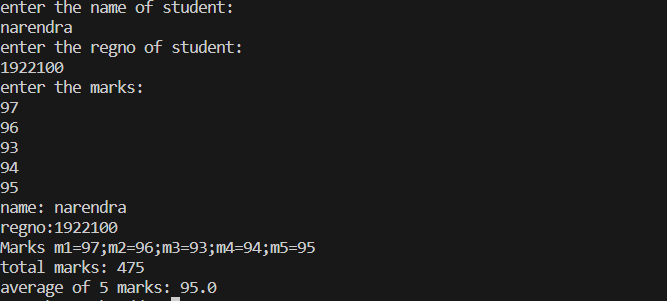 enter the name of student:
narendra
enter the regno of student:
1922100
enter the marks:
97
96
93
94
95
name: narendra
regno:1922100
Marks m1=97;m2=96;m3=93;m4=94;m5=95
total marks: 475
average of 5 marks: 95.0